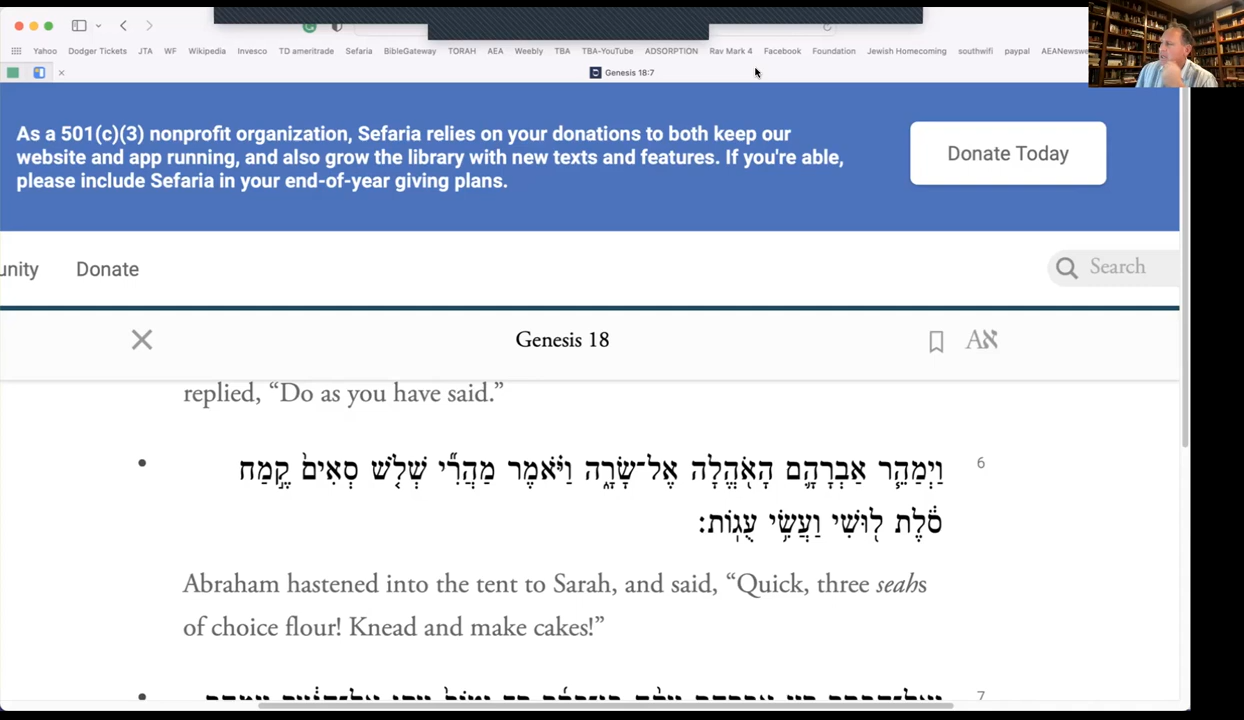 Yahoo Dodger Tickets JTA WF Wikipedia Invesco TD ameritrade Sefaria BibleGateway TORAH AEA Weebly TBA TBA-YouTube ADSORPTION Rav Mark 4 Facebook Foundation Jewish Homecoming southwifi paypal AEANewswe
Genesis 18:7
As a 501(c)(3) nonprofit organization, Sefaria relies on your donations to both keep our
website and app running, and also grow the library with new texts and features. If you're able,
please include Sefaria in your end-of-year giving plans.
Donate Today
unity Donate
Search
Genesis 18
Aא
replied, “Do as you have said.”
6
וַיְמַהֵ֧ר אַבְרָהָ֛ם הָאֹ֖הֱלָה אֶל־שָׂרָ֑ה וַיֹּ֗אמֶר מַהֲרִ֞י שְׁלֹ֤שׁ סְאִים֙ קֶ֣מַח
סֹ֔לֶת ל֖וּשִׁי וַעֲשִׂ֥י עֻגֽוֹת׃
Abraham hastened into the tent to Sarah, and said, “Quick, three seahs
of choice flour! Knead and make cakes!”
7